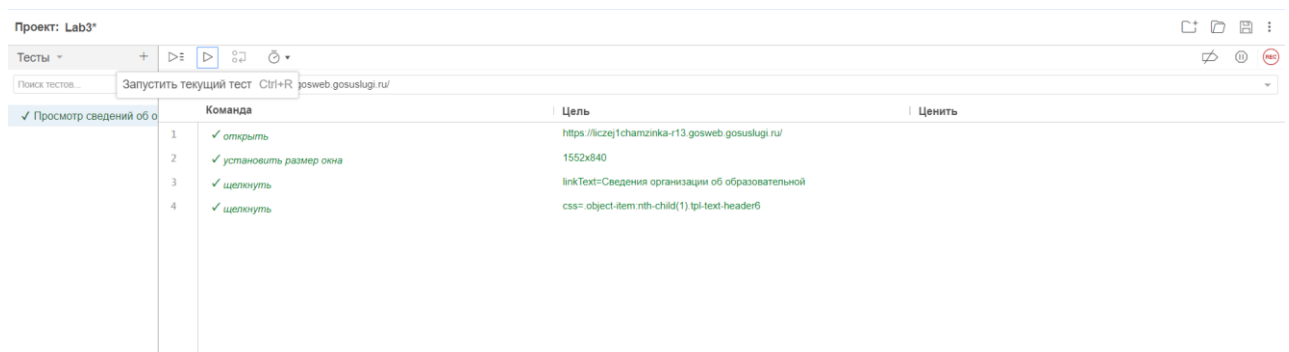 Проект: Lab3*
Тесты
Поиск тестов...
Запустить текущий тест Ctrl+R
gosweb.gosuslugi.ru/
REC
✓ Просмотр сведений об о
Команда Цель Ценить
1 ✓ открыть https://liczej1chamzinka-r13.gosweb.gosuslugi.ru/
2 ✓ установить размер окна 1552x840
3 ✓ щелкнуть linkText=Сведения организации об образовательной
4 ✓ щелкнуть css=.object-item:nth-child(1).tpl-text-header6